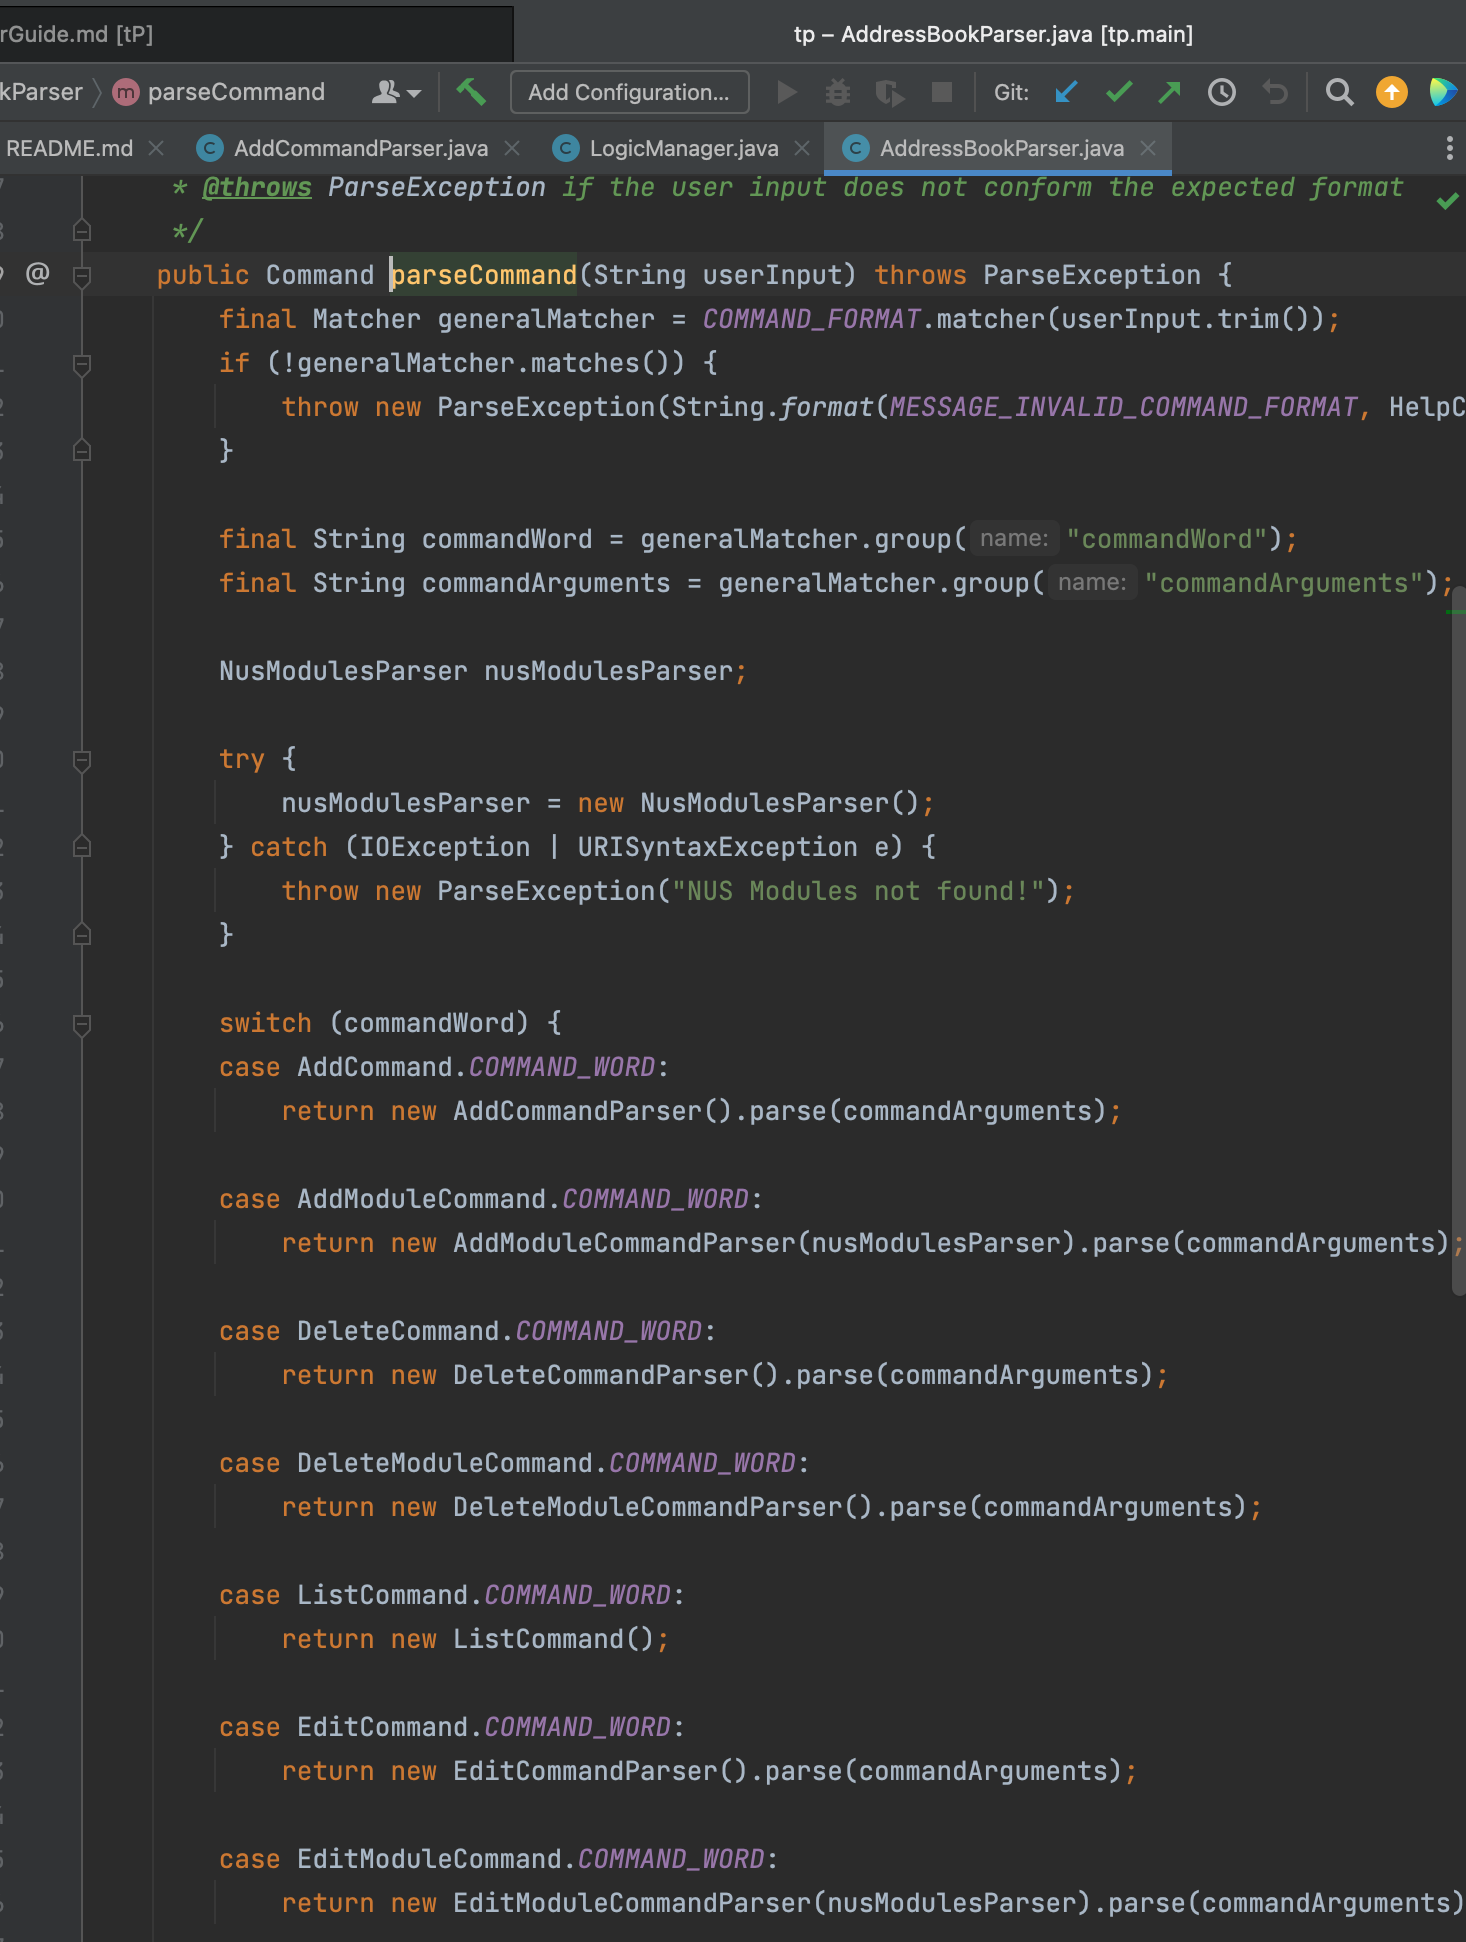 rGuide.md [tP]
tp – AddressBookParser.java [tp.main]
kParser
m parseCommand
Add Configuration...
Git:
README.md
C AddCommandParser.java
C LogicManager.java
C AddressBookParser.java
* @throws ParseException if the user input does not conform the expected format
*/
@
public Command parseCommand(String userInput) throws ParseException {
final Matcher generalMatcher = COMMAND_FORMAT.matcher(userInput.trim());
if (!generalMatcher.matches()) {
throw new ParseException(String.format(MESSAGE_INVALID_COMMAND_FORMAT, HelpC
}
final String commandWord = generalMatcher.group( name: "commandWord");
final String commandArguments = generalMatcher.group( name: "commandArguments");
NusModulesParser nusModulesParser;
try {
nusModulesParser = new NusModulesParser();
} catch (IOException | URISyntaxException e) {
throw new ParseException("NUS Modules not found!");
}
switch (commandWord) {
case AddCommand.COMMAND_WORD:
return new AddCommandParser().parse(commandArguments);
case AddModuleCommand.COMMAND_WORD:
return new AddModuleCommandParser(nusModulesParser).parse(commandArguments);
case DeleteCommand.COMMAND_WORD:
return new DeleteCommandParser().parse(commandArguments);
case DeleteModuleCommand.COMMAND_WORD:
return new DeleteModuleCommandParser().parse(commandArguments);
case ListCommand.COMMAND_WORD:
return new ListCommand();
case EditCommand.COMMAND_WORD:
return new EditCommandParser().parse(commandArguments);
case EditModuleCommand.COMMAND_WORD:
return new EditModuleCommandParser(nusModulesParser).parse(commandArguments)